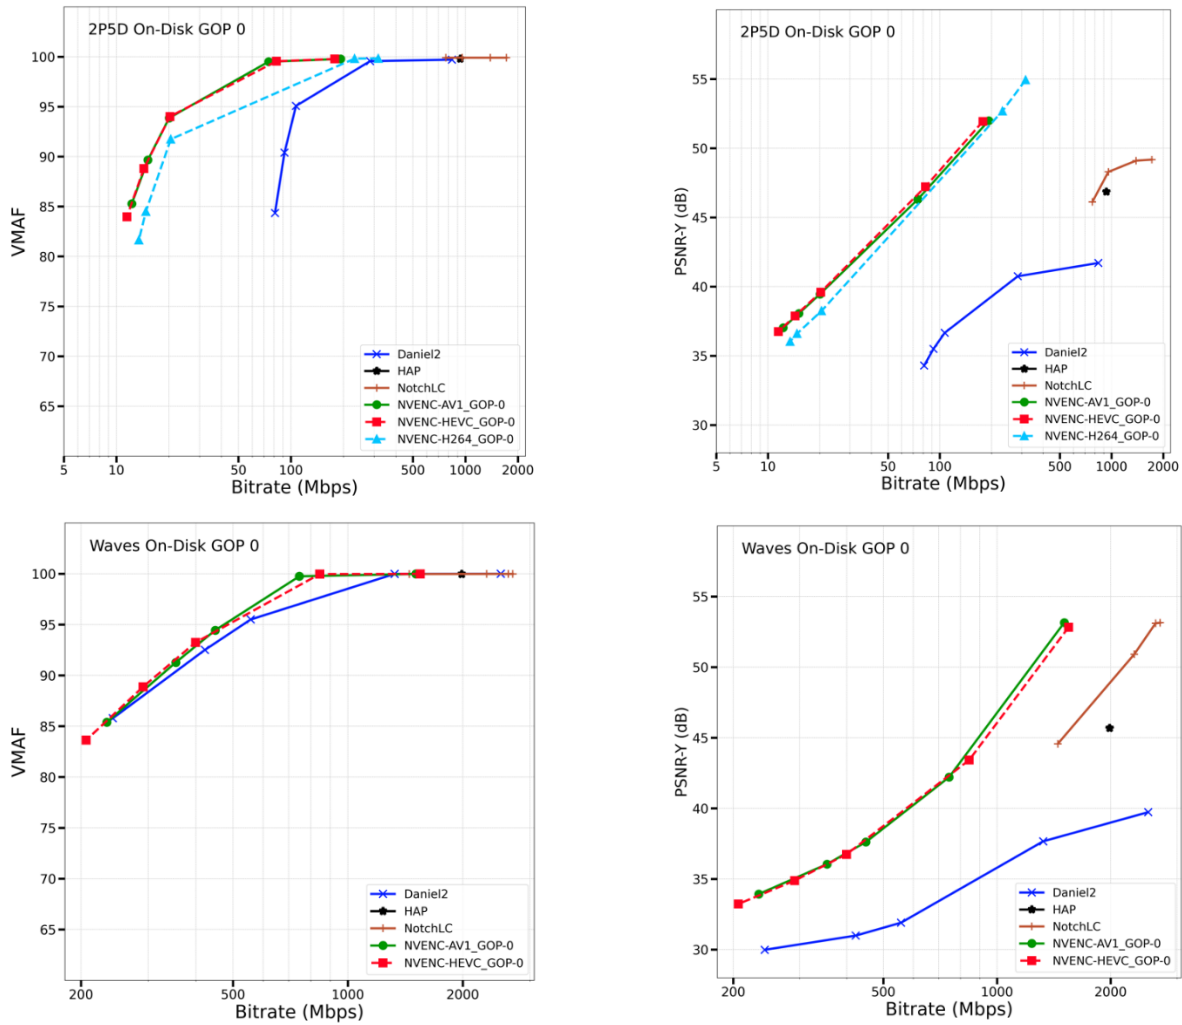 2P5D On-Disk GOP 0
100
95
90
85
80
75
70
65
VMAF
5 10 50 100 500 1000 2000
Bitrate (Mbps)
Daniel2
HAP
NotchLC
NVENC-AV1_GOP-0
NVENC-HEVC_GOP-0
NVENC-H264_GOP-0
2P5D On-Disk GOP 0
55
50
45
40
35
30
PSNR-Y (dB)
5 10 50 100 500 1000 2000
Bitrate (Mbps)
Daniel2
HAP
NotchLC
NVENC-AV1_GOP-0
NVENC-HEVC_GOP-0
NVENC-H264_GOP-0
Waves On-Disk GOP 0
100
95
90
85
80
75
70
65
VMAF
200 500 1000 2000
Bitrate (Mbps)
Daniel2
HAP
NotchLC
NVENC-AV1_GOP-0
NVENC-HEVC_GOP-0
Waves On-Disk GOP 0
55
50
45
40
35
30
PSNR-Y (dB)
200 500 1000 2000
Bitrate (Mbps)
Daniel2
HAP
NotchLC
NVENC-AV1_GOP-0
NVENC-HEVC_GOP-0